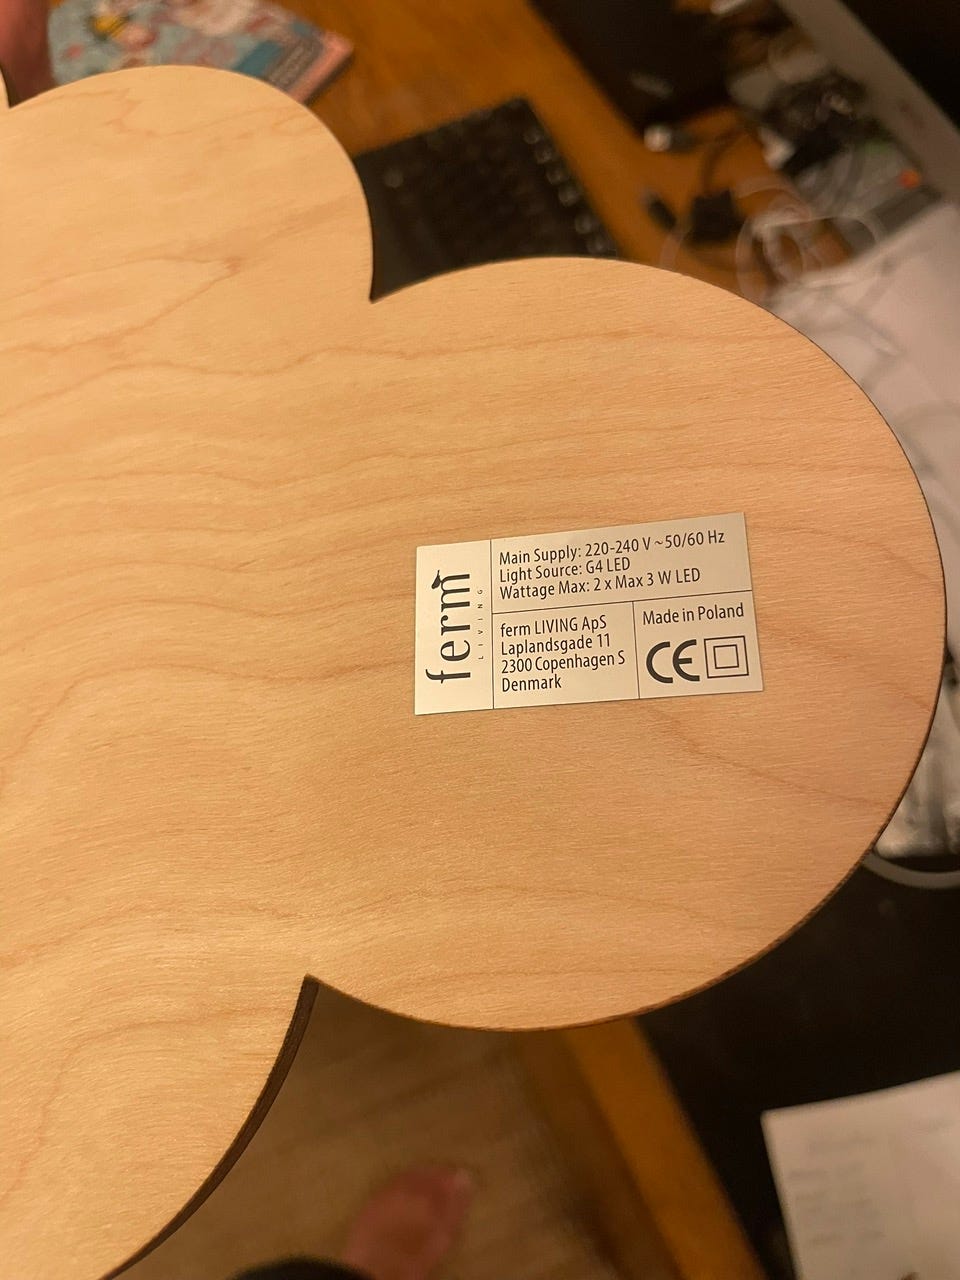 ferm
LIVING
Main Supply: 220-240 V ~ 50/60 Hz
Light Source: G4 LED
Wattage Max: 2 x Max 3 W LED
ferm LIVING ApS
Laplandsgade 11
2300 Copenhagen S
Denmark
Made in Poland
CE